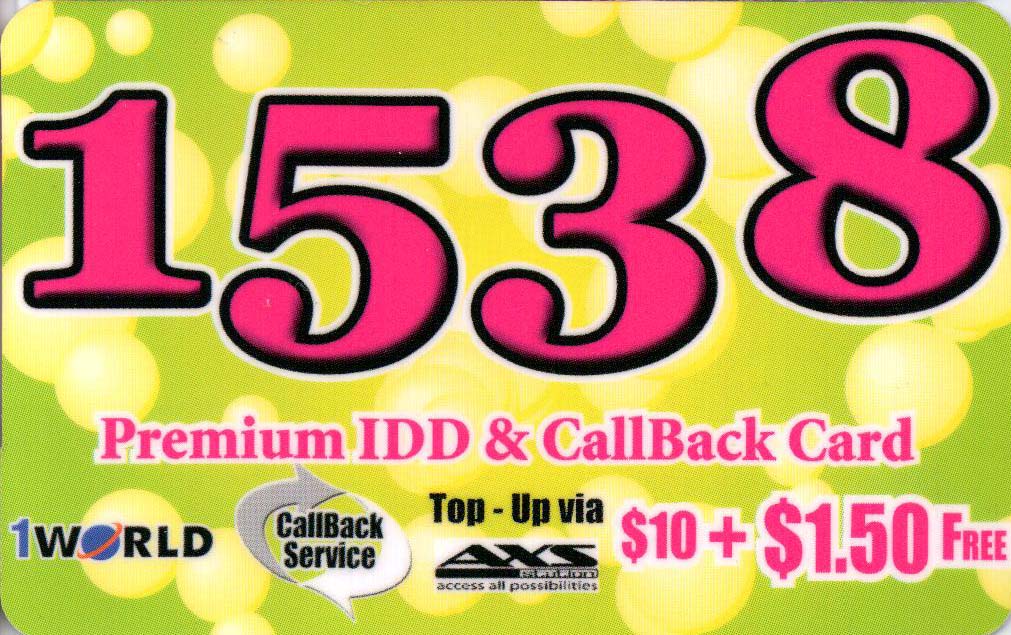 1538
Premium IDD & CallBack Card
1WORLD
CallBack
Service
Top - Up via
AXS
station
access all possibilities
$10 + $1.50 FREE